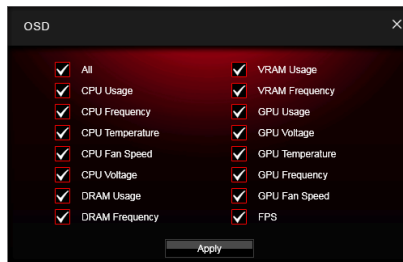 OSD
All
CPU Usage
CPU Frequency
CPU Temperature
CPU Fan Speed
CPU Voltage
DRAM Usage
DRAM Frequency
VRAM Usage
VRAM Frequency
GPU Usage
GPU Voltage
GPU Temperature
GPU Frequency
GPU Fan Speed
FPS
Apply